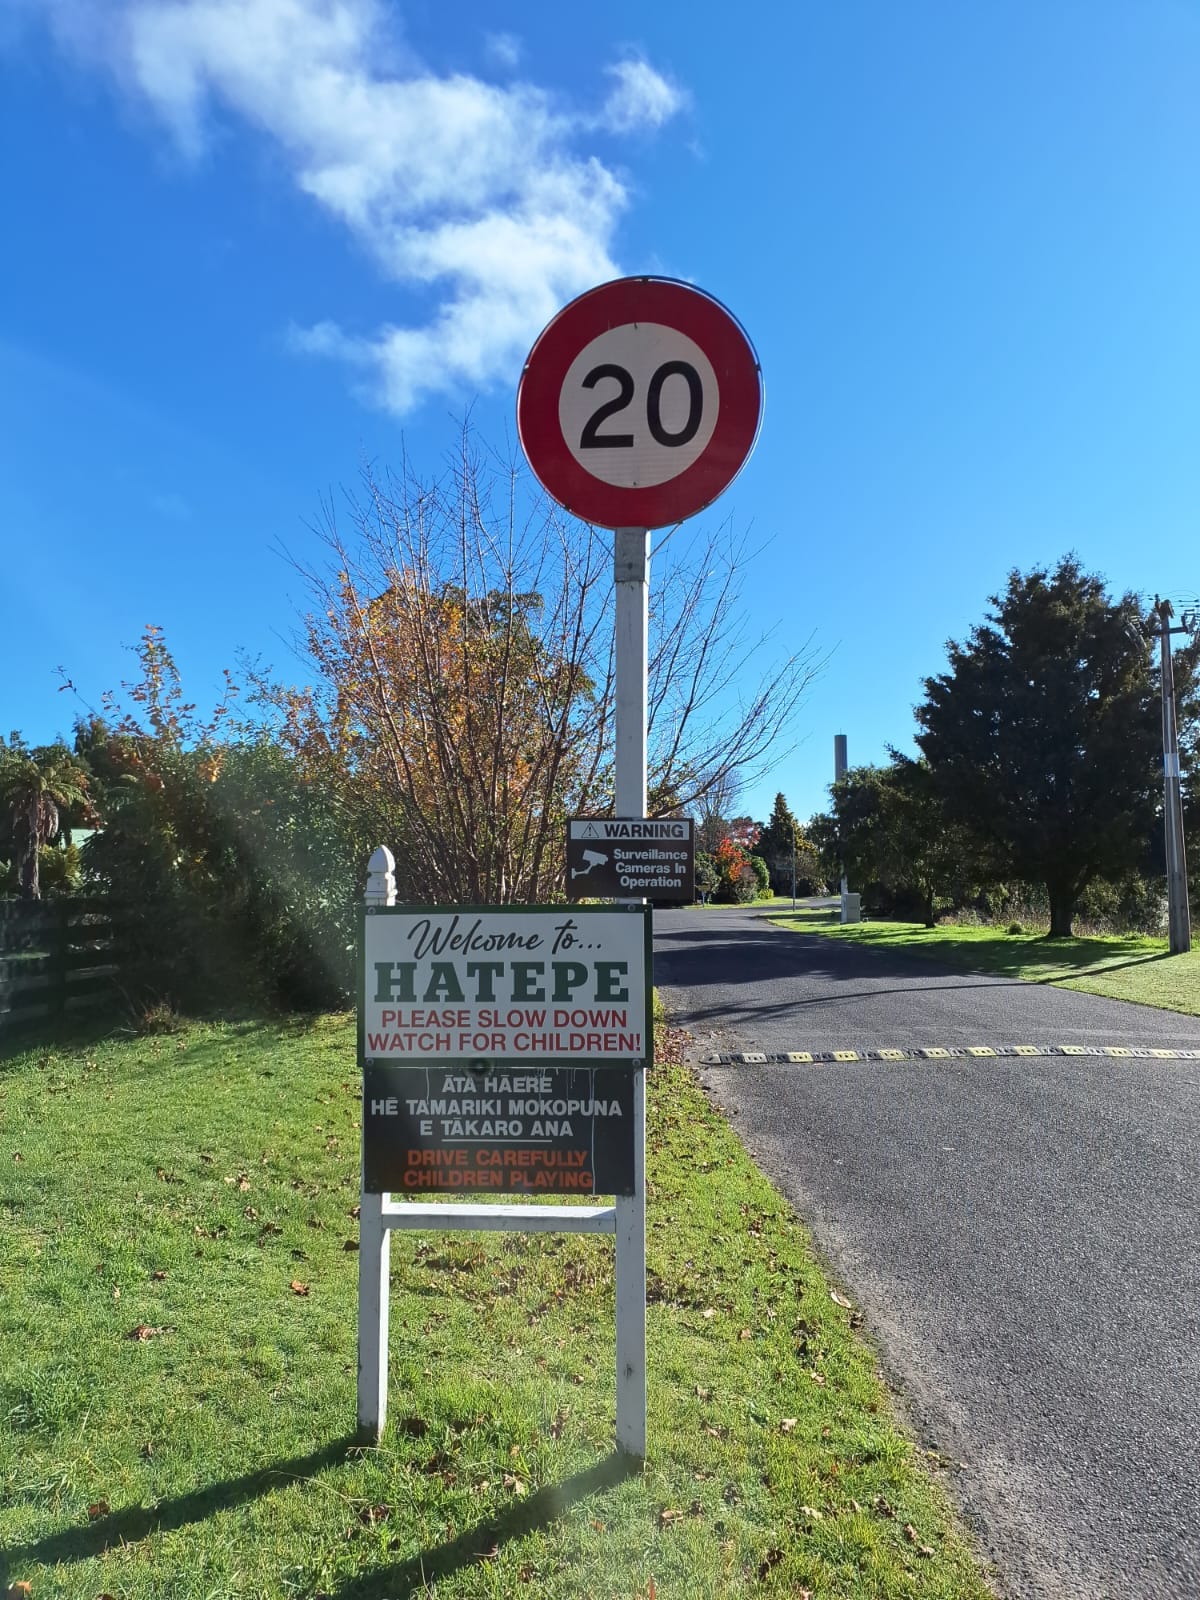 20
WARNING
Surveillance
Cameras In
Operation
Welcome to...
HATEPE
PLEASE SLOW DOWN
WATCH FOR CHILDREN!
ĀTA HĀERE
HĒ TAMARIKI MOKOPUNA
E TĀKARO ANA
DRIVE CAREFULLY
CHILDREN PLAYING